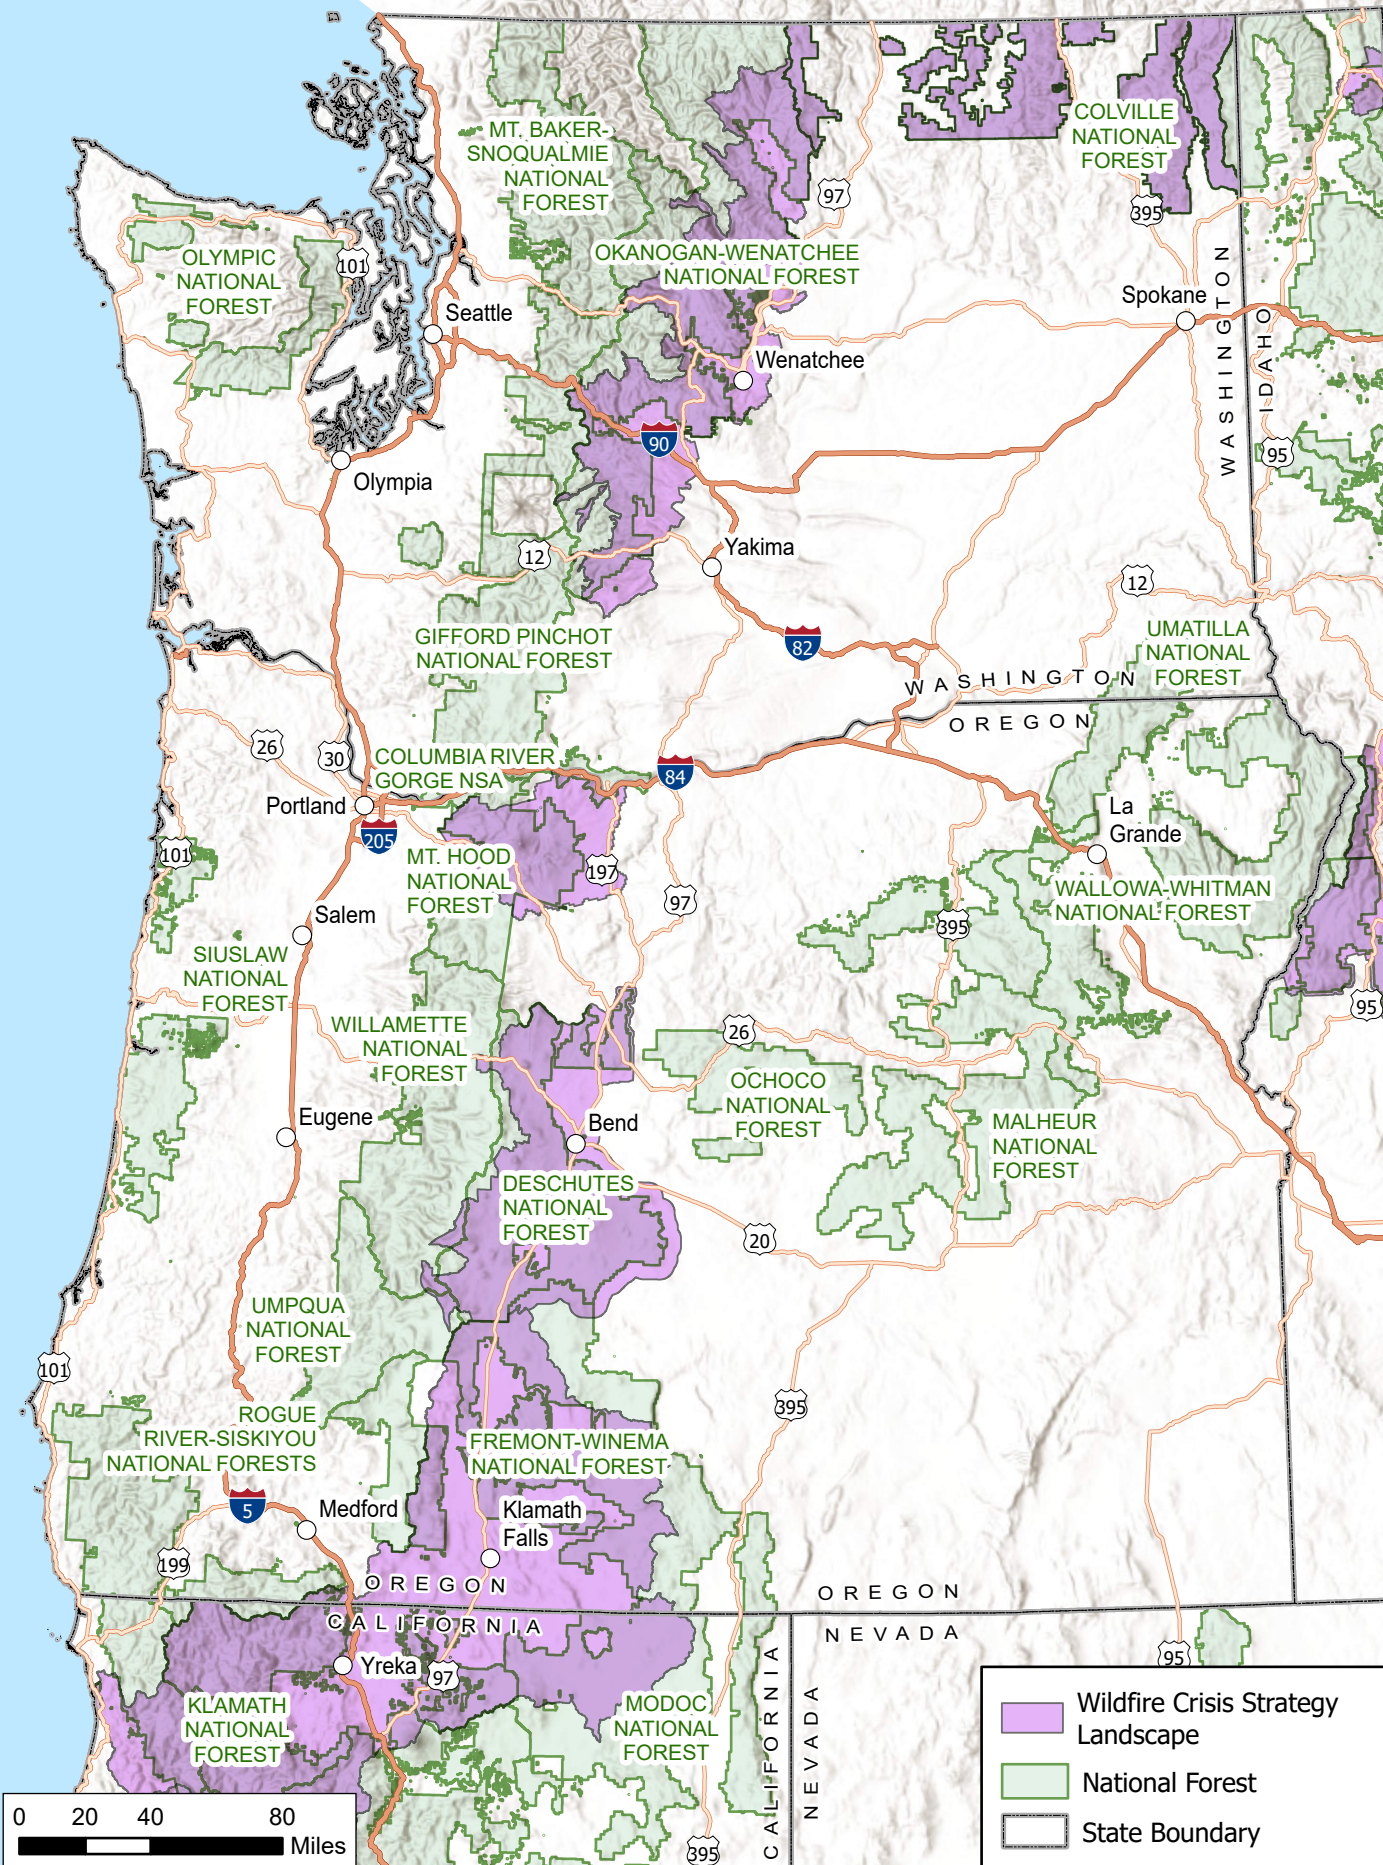 MT. BAKER-
SNOQUALMIE
NATIONAL
FOREST
COLVILLE
NATIONAL
FOREST
97
395
OLYMPIC
NATIONAL
FOREST
101
OKANOGAN-WENATCHEE
NATIONAL FOREST
Seattle
Spokane
WASHINGTON
IDAHO
Wenatchee
90
95
Olympia
12
Yakima
12
GIFFORD PINCHOT
NATIONAL FOREST
82
UMATILLA
NATIONAL
FOREST
WASHINGTON
OREGON
26
30
COLUMBIA RIVER
GORGE NSA
84
Portland
205
La
Grande
101
MT. HOOD
NATIONAL
FOREST
197
97
WALLOWA-WHITMAN
NATIONAL FOREST
395
Salem
SIUSLAW
NATIONAL
FOREST
95
WILLAMETTE
NATIONAL
FOREST
26
OCHOCO
NATIONAL
FOREST
Eugene
Bend
MALHEUR
NATIONAL
FOREST
DESCHUTES
NATIONAL
FOREST
20
UMPQUA
NATIONAL
FOREST
101
395
ROGUE
RIVER-SISKIYOU
NATIONAL FORESTS
FREMONT-WINEMA
NATIONAL FOREST
5
Medford
Klamath
Falls
199
OREGON
CALIFORNIA
OREGON
NEVADA
Yreka
97
95
KLAMATH
NATIONAL
FOREST
MODOC
NATIONAL
FOREST
CALIFORNIA
NEVADA
395
Wildfire Crisis Strategy
Landscape
National Forest
State Boundary
0 20 40 80
Miles